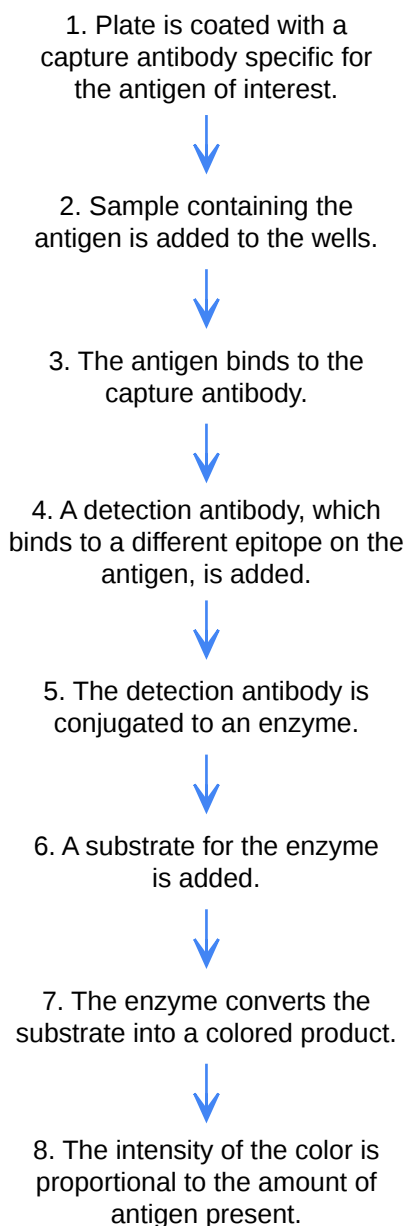 1. Plate is coated with a
capture antibody specific for
the antigen of interest.
2. Sample containing the
antigen is added to the wells.
3. The antigen binds to the
capture antibody.
4. A detection antibody, which
binds to a different epitope on the
antigen, is added.
5. The detection antibody is
conjugated to an enzyme.
6. A substrate for the enzyme
is added.
7. The enzyme converts the
substrate into a colored product.
8. The intensity of the color is
proportional to the amount of
antigen present.